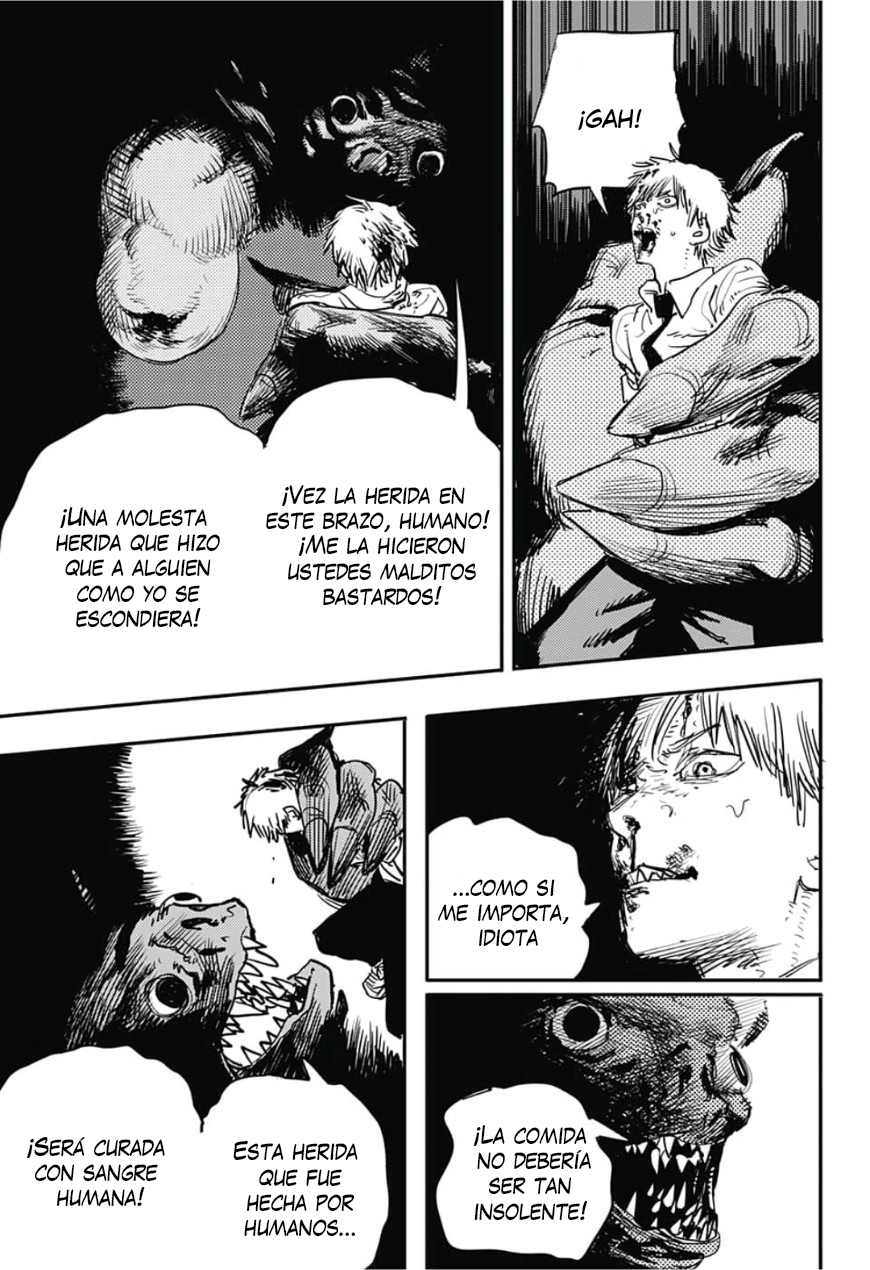 ¡GAH!
¡VEZ LA HERIDA EN
ESTE BRAZO, HUMANO!
¡ME LA HICIERON
USTEDES MALDITOS
BASTARDOS!
¡UNA MOLESTA
HERIDA QUE HIZO
QUE A ALGUIEN
COMO YO SE
ESCONDIERA!
...COMO SI
ME IMPORTA,
IDIOTA
¡LA COMIDA
NO DEBERÍA
SER TAN
INSOLENTE!
ESTA HERIDA
QUE FUE
HECHA POR
HUMANOS...
¡SERÁ CURADA
CON SANGRE
HUMANA!